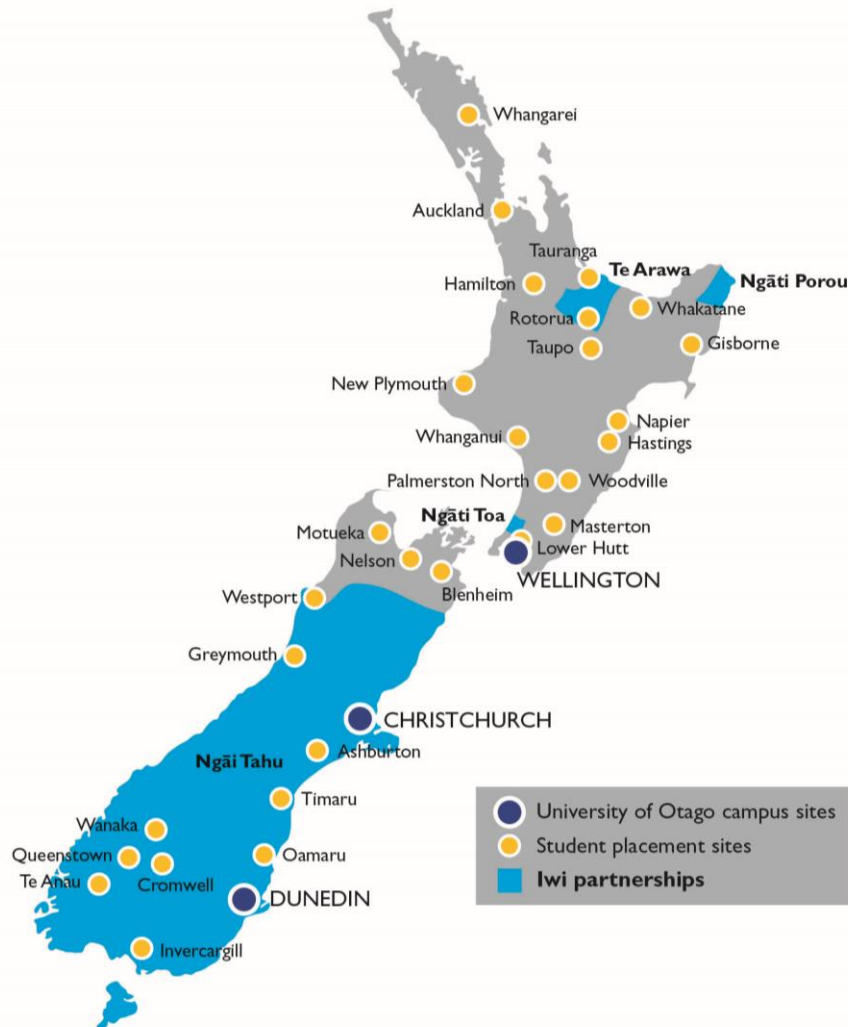 Whangarei
Auckland
Tauranga
Te Arawa
Hamilton
Ngāti Porou
Whakatane
Rotorua
Gisborne
Taupo
New Plymouth
Napier
Whanganui
Hastings
Palmerston North
Woodville
Ngāti Toa
Masterton
Motueka
Lower Hutt
Nelson
WELLINGTON
Blenheim
Westport
Greymouth
CHRISTCHURCH
Ashburton
Ngāi Tahu
Timaru
University of Otago campus sites
Student placement sites
Iwi partnerships
Wanaka
Queenstown
Oamaru
Te Anau
Cromwell
DUNEDIN
Invercargill